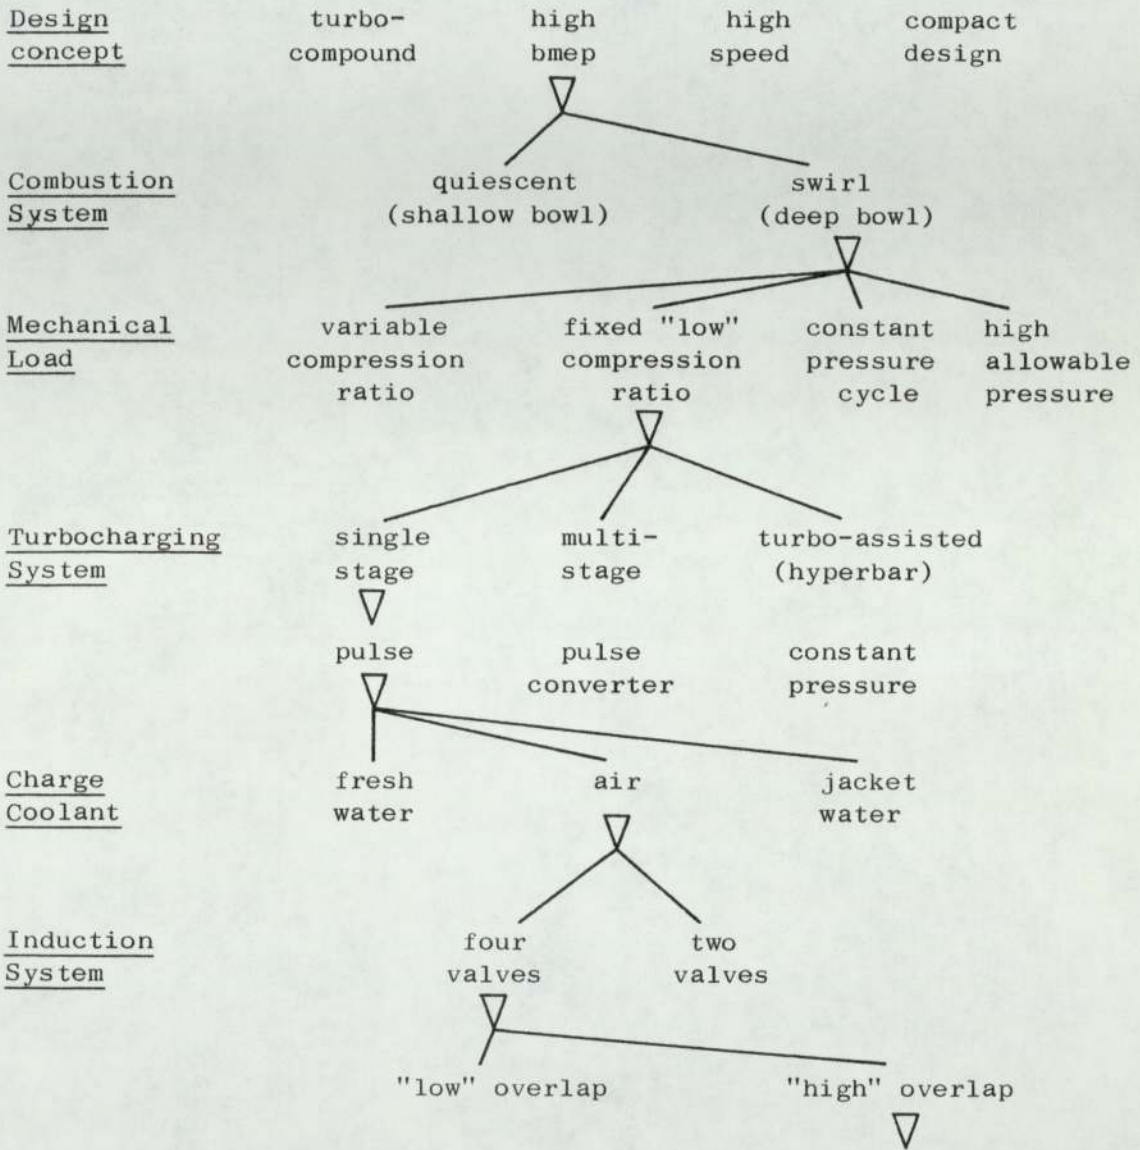 Design turbo- high high compact
concept compound bmep speed design
Combustion quiescent swirl
System (shallow bowl) (deep bowl)
Mechanical variable fixed "low" constant high
Load compression compression pressure allowable
ratio ratio cycle pressure
Turbocharging single multi- turbo-assisted
System stage stage (hyperbar)
pulse pulse constant
converter pressure
Charge fresh air jacket
Coolant water water
Induction four two
System valves valves
"low" overlap "high" overlap